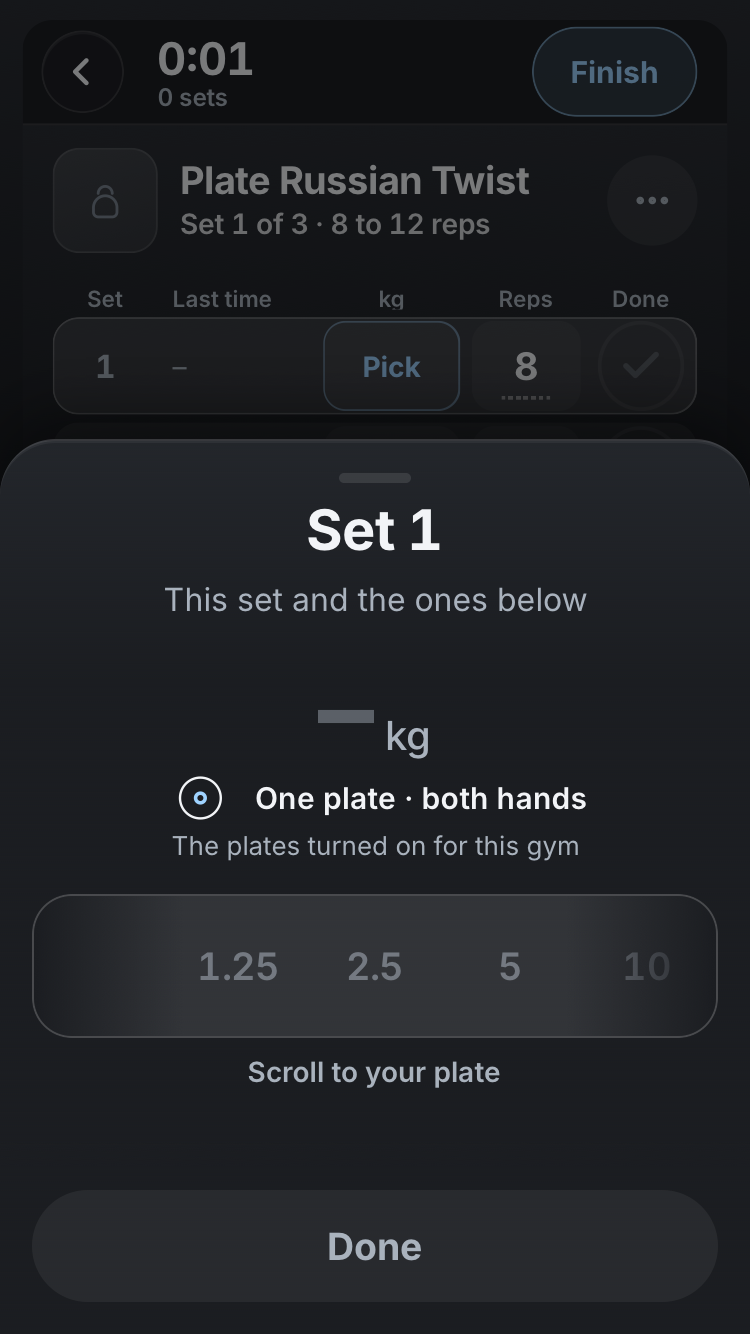 0:01
0 sets
Finish
Plate Russian Twist
Set 1 of 3 · 8 to 12 reps
Set Last time kg Reps Done
1 – Pick 8
Set 1
This set and the ones below
– kg
One plate · both hands
The plates turned on for this gym
1.25 2.5 5 10
Scroll to your plate
Done